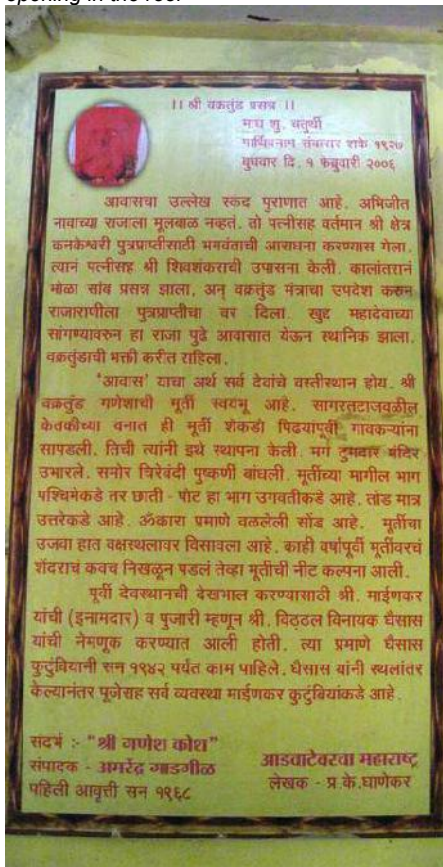 opening in the roof
।। श्री वक्रतुंड प्रसन्न ।।
माघ शु. चतुर्थी
पार्थिवनाम संवत्सर शके १९२७
बुधवार दि. १ फेब्रुवारी २००६
आवासचा उल्लेख स्कंद पुराणात आहे. अभिजीत
नावाच्या राजाला मूलबाळ नव्हतं. तो पत्नीसह वर्तमान श्री क्षेत्र
कनकेश्वरी पुत्रप्राप्तीसाठी भगवंताची आराधना करण्यास गेला.
त्यानं पत्नीसह श्री शिवशंकराची उपासना केली. कालांतरानं
भोळा सांब प्रसन्न झाला, अन् वक्रतुंड मंत्राचा उपदेश करुन
राजाराणीला पुत्रप्राप्तीचा वर दिला. खुद्द महादेवाच्या
सांगण्यावरुन हा राजा पुढे आवासात येऊन स्थानिक झाला.
वक्रतुंडाची भक्ती करीत राहिला.
'आवास' याचा अर्थ सर्व देवांचे वस्तीस्थान होय. श्री
वक्रतुंड गणेशाची मूर्ती स्वयंभू आहे. सागरतटाजवळील
केतकीच्या वनात ही मूर्ती शेकडो पिढयांपूर्वी गावकऱ्यांना
सापडली. तिची त्यांनी इथे स्थापना केली. मग टुमदार मंदिर
उभारले. समोर चिरेबंदी पुष्कर्णी बांधली. मूर्तीच्या मागील भाग
पश्चिमेकडे तर छाती - पोट हा भाग उगवतीकडे आहे. तोंड मात्र
उत्तरेकडे आहे. ॐकारा प्रमाणे वळलेली सोंड आहे. मूर्तीचा
उजवा हात वक्षस्थलावर विसावला आहे. काही वर्षांपूर्वी मूर्तीवरचं
शेंदराचं कवच निखळून पडलं तेव्हा मूर्तीची नीट कल्पना आली.
पूर्वी देवस्थानची देखभाल करण्यासाठी श्री. माईणकर
यांची (इनामदार) व पुजारी म्हणून श्री. विठ्ठल विनायक घैसास
यांची नेमणूक करण्यात आली होती. त्या प्रमाणे घैसास
कुटुंबियानी सन १९४२ पर्यंत काम पाहिले. घैसास यांनी स्थलांतर
केल्यानंतर पूजेसह सर्व व्यवस्था माईणकर कुटुंबियांकडे आहे.
संदर्भ :- "श्री गणेश कोश"
संपादक - अमरेंद्र गाडगीळ
पहिली आवृत्ती सन १९६८
आडवाटेवरचा महाराष्ट्र
लेखक - प्र.के.घाणेकर